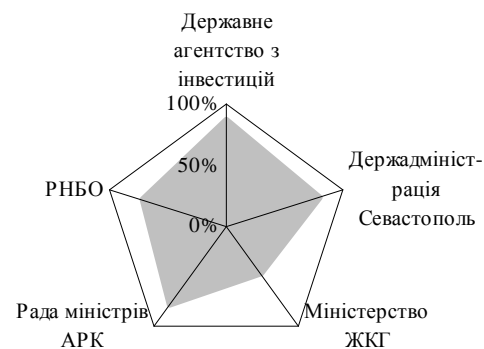 Державне
агентство з
інвестицій
100%
50%
0%
Держадмініст-
рація
Севастополь
РНБО
Рада міністрів
АРК
Міністерство
ЖКГ